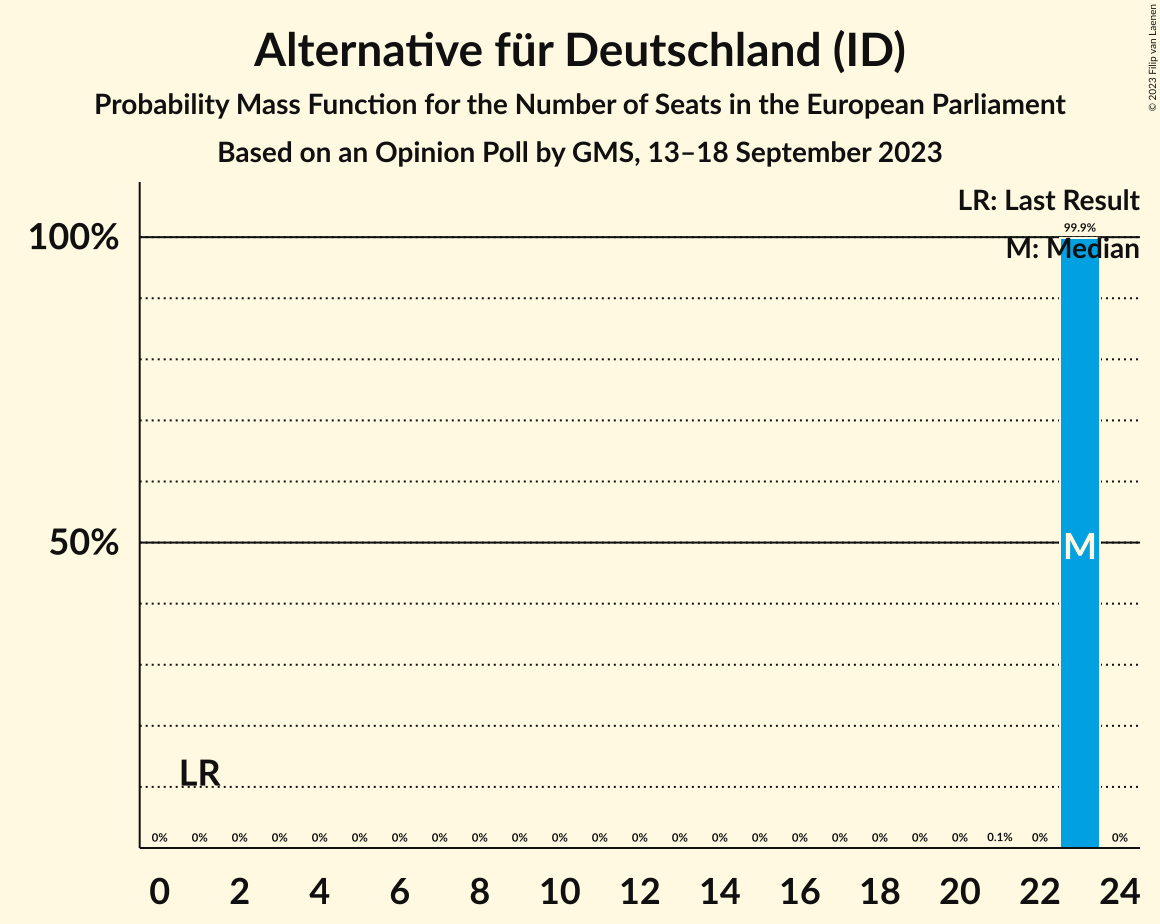 Alternative für Deutschland (ID)
Probability Mass Function for the Number of Seats in the European Parliament
Based on an Opinion Poll by GMS, 13–18 September 2023
© 2023 Filip van Laenen
LR: Last Result
M: Median
100%
50%
99.9%
M
LR
0% 0% 0% 0% 0% 0% 0% 0% 0% 0% 0% 0% 0% 0% 0% 0% 0% 0% 0% 0% 0% 0.1% 0% 0%
0 2 4 6 8 10 12 14 16 18 20 22 24